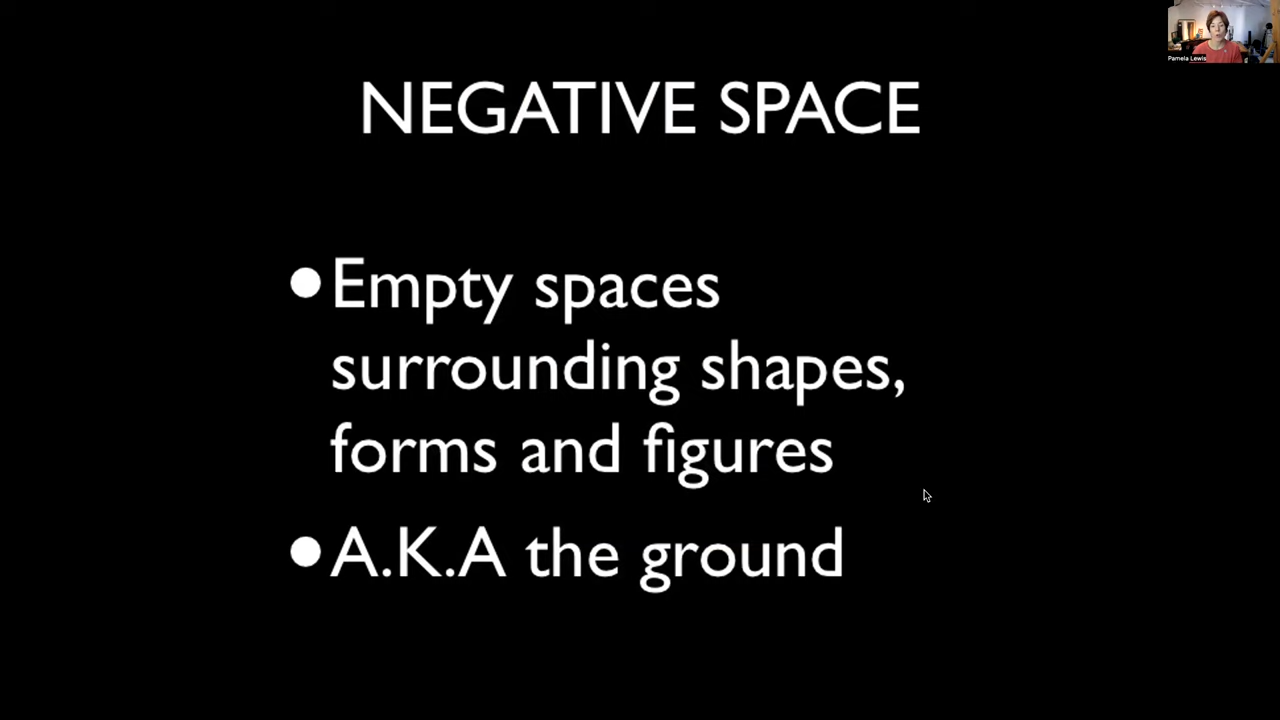 Pamela Lewis
NEGATIVE SPACE
•Empty spaces
surrounding shapes,
forms and figures
•A.K.A the ground